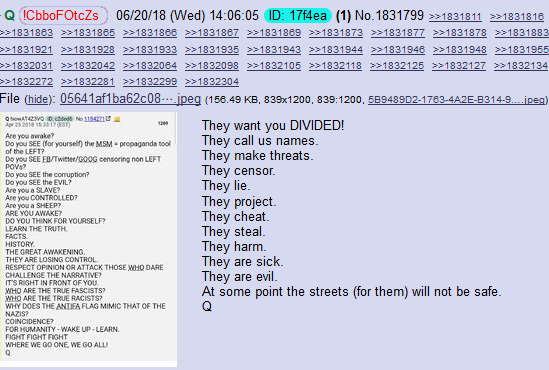 Q !CbboFOtcZs 06/20/18 (Wed) 14:06:05 ID: 17f4ea (1) No.1831799 >>1831811 >>1831816
>>1831863 >>1831865 >>1831866 >>1831867 >>1831869 >>1831873 >>1831877 >>1831878 >>1831883
>>1831921 >>1831928 >>1831933 >>1831935 >>1831943 >>1831944 >>1831946 >>1831948 >>1831955
>>1832031 >>1832042 >>1832064 >>1832098 >>1832105 >>1832118 >>1832125 >>1832127 >>1832134
>>1832272 >>1832281 >>1832299 >>1832304
File (hide): 05641af1ba62c08⋯.jpeg (156.49 KB, 839x1200, 839:1200, 5B9489D2-1763-4A2E-B314-9….jpeg)
Q !xowAT4Z3VQ ID: c2ded6 No.1184271
Apr 25 2018 15:33:17 (EST)
1269
Are you awake?
Do you SEE (for yourself) the MSM = propaganda tool
of the LEFT?
Do you SEE FB/Twitter/GOOG censoring non LEFT
POVs?
Do you SEE the corruption?
Do you SEE the EVIL?
Are you a SLAVE?
Are you CONTROLLED?
Are you a SHEEP?
ARE YOU AWAKE?
DO YOU THINK FOR YOURSELF?
LEARN THE TRUTH.
FACTS.
HISTORY.
THE GREAT AWAKENING.
THEY ARE LOSING CONTROL.
RESPECT OPINION OR ATTACK THOSE WHO DARE
CHALLENGE THE NARRATIVE?
IT'S RIGHT IN FRONT OF YOU.
WHO ARE THE TRUE FASCISTS?
WHO ARE THE TRUE RACISTS?
WHY DOES THE ANTIFA FLAG MIMIC THAT OF THE
NAZIS?
COINCIDENCE?
FOR HUMANITY - WAKE UP - LEARN.
FIGHT FIGHT FIGHT
WHERE WE GO ONE, WE GO ALL!
Q
They want you DIVIDED!
They call us names.
They make threats.
They censor.
They lie.
They project.
They cheat.
They steal.
They harm.
They are sick.
They are evil.
At some point the streets (for them) will not be safe.
Q